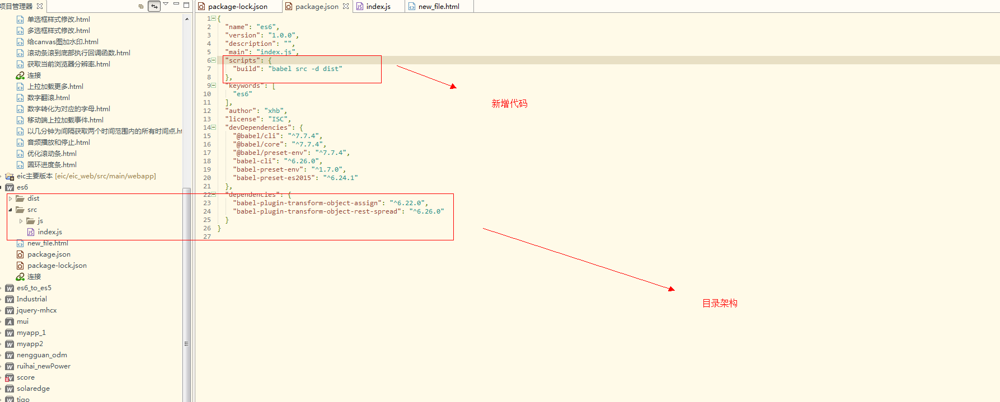 项目管理器
package-lock.json
package.json
index.js
new_file.html
单选框样式修改.html
多选框样式修改.html
给canvas图加水印.html
滚动条滚到底部执行回调函数.html
获取当前浏览器分辨率.html
连接
上拉加载更多.html
数字翻滚.html
数字转化为对应的字母.html
移动端上拉加载事件.html
以几分钟为间隔获取两个时间范围内的所有时间点.ht
音频播放和停止.html
优化滚动条.html
圆环进度条.html
eic主要版本 [eic/eic_web/src/main/webapp]
es6
dist
src
js
index.js
new_file.html
package.json
package-lock.json
连接
es6_to_es5
Industrial
jquery-mhcx
mui
myapp_1
myapp2
nengguan_odm
ruihai_newPower
score
solaredge
tigo
1 {
2 "name": "es6",
3 "version": "1.0.0",
4 "description": "",
5 "main": "index.js",
6 "scripts": {
7 "build": "babel src -d dist"
8 },
9 "keywords": [
10 "es6"
11 ],
12 "author": "xhb",
13 "license": "ISC",
14 "devDependencies": {
15 "@babel/cli": "^7.7.4",
16 "@babel/core": "^7.7.4",
17 "@babel/preset-env": "^7.7.4",
18 "babel-cli": "^6.26.0",
19 "babel-preset-env": "^1.7.0",
20 "babel-preset-es2015": "^6.24.1"
21 },
22 "dependencies": {
23 "babel-plugin-transform-object-assign": "^6.22.0",
24 "babel-plugin-transform-object-rest-spread": "^6.26.0"
25 }
26 }
27
新增代码
目录架构